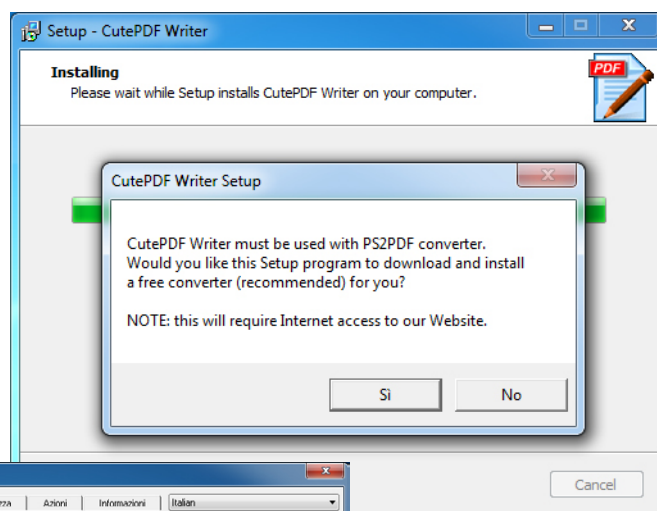 Setup - CutePDF Writer
Installing
Please wait while Setup installs CutePDF Writer on your computer.
PDF
CutePDF Writer Setup
CutePDF Writer must be used with PS2PDF converter.
Would you like this Setup program to download and install
a free converter (recommended) for you?
NOTE: this will require Internet access to our Website.
Sì No
Cancel
zza Azioni Informazioni Italian